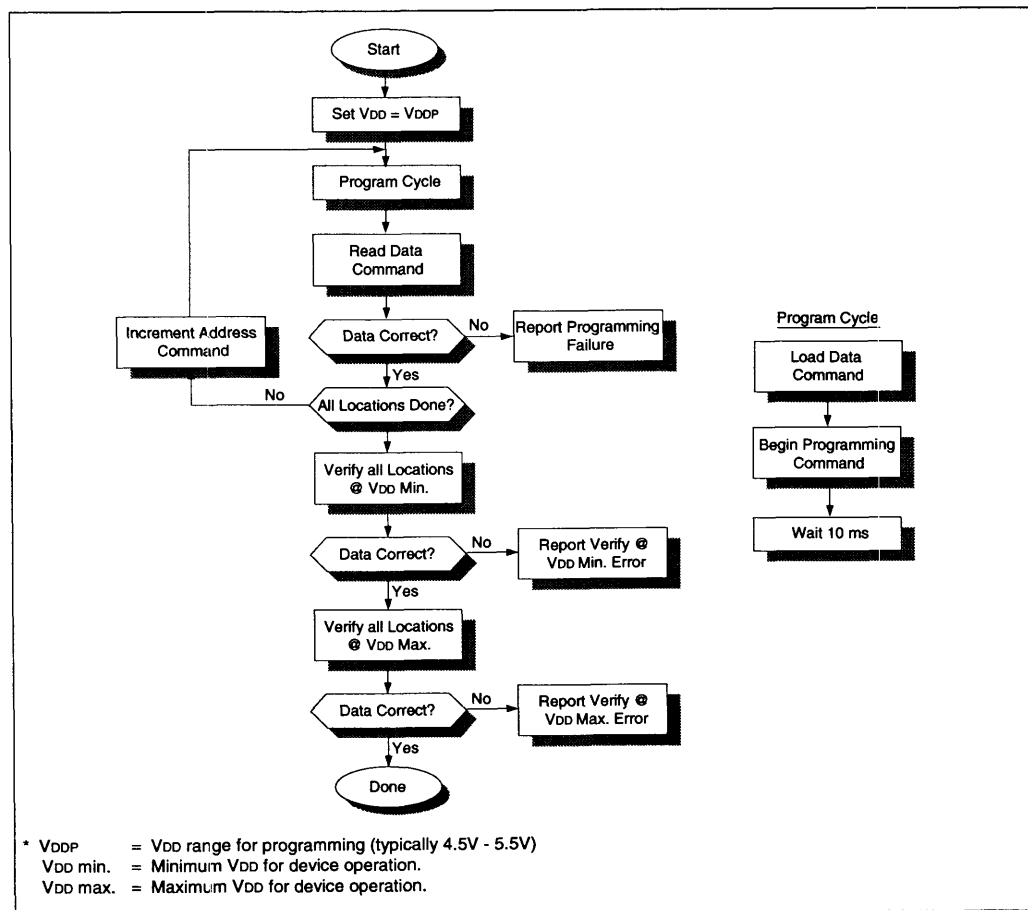 Start
Set VDD = VDDP
Program Cycle
Read Data
Command
Data Correct?
No
Report Programming
Failure
Yes
All Locations Done?
No
Increment Address
Command
Verify all Locations
@ VDD Min.
Data Correct?
No
Report Verify @
VDD Min. Error
Yes
Verify all Locations
@ VDD Max.
Data Correct?
No
Report Verify @
VDD Max. Error
Yes
Done
Program Cycle
Load Data
Command
Begin Programming
Command
Wait 10 ms
* VDDP = VDD range for programming (typically 4.5V - 5.5V)
VDD min. = Minimum VDD for device operation.
VDD max. = Maximum VDD for device operation.